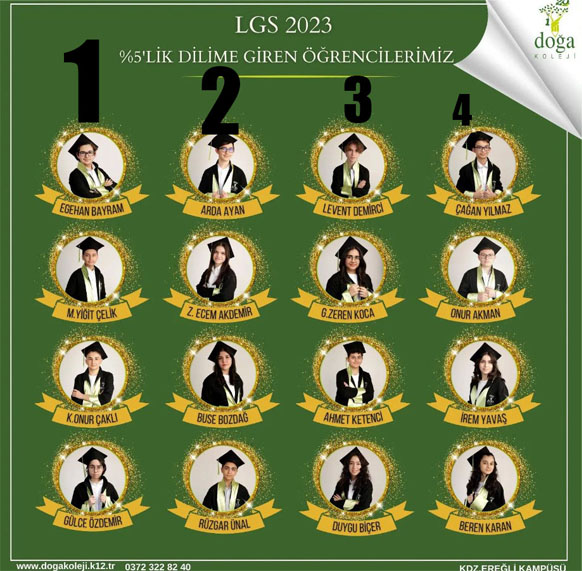 LGS 2023
%5'LİK DİLİME GİREN ÖĞRENCİLERİMİZ
doğa
KOLEJİ
1 2 3 4
EGEHAN BAYRAM ARDA AYAN LEVENT DEMİRCİ ÇAĞAN YILMAZ
M.YİĞİT ÇELİK Z. ECEM AKDEMİR G.ZEREN KOCA ONUR AKMAN
K.ONUR ÇAKLI BUSE BOZDAĞ AHMET KETENCİ İREM YAVAŞ
GÜLCE ÖZDEMİR RÜZGAR ÜNAL DUYGU BİÇER BEREN KARAN
www.dogakoleji.k12.tr 0372 322 82 40 KDZ.EREĞLİ KAMPÜSÜ